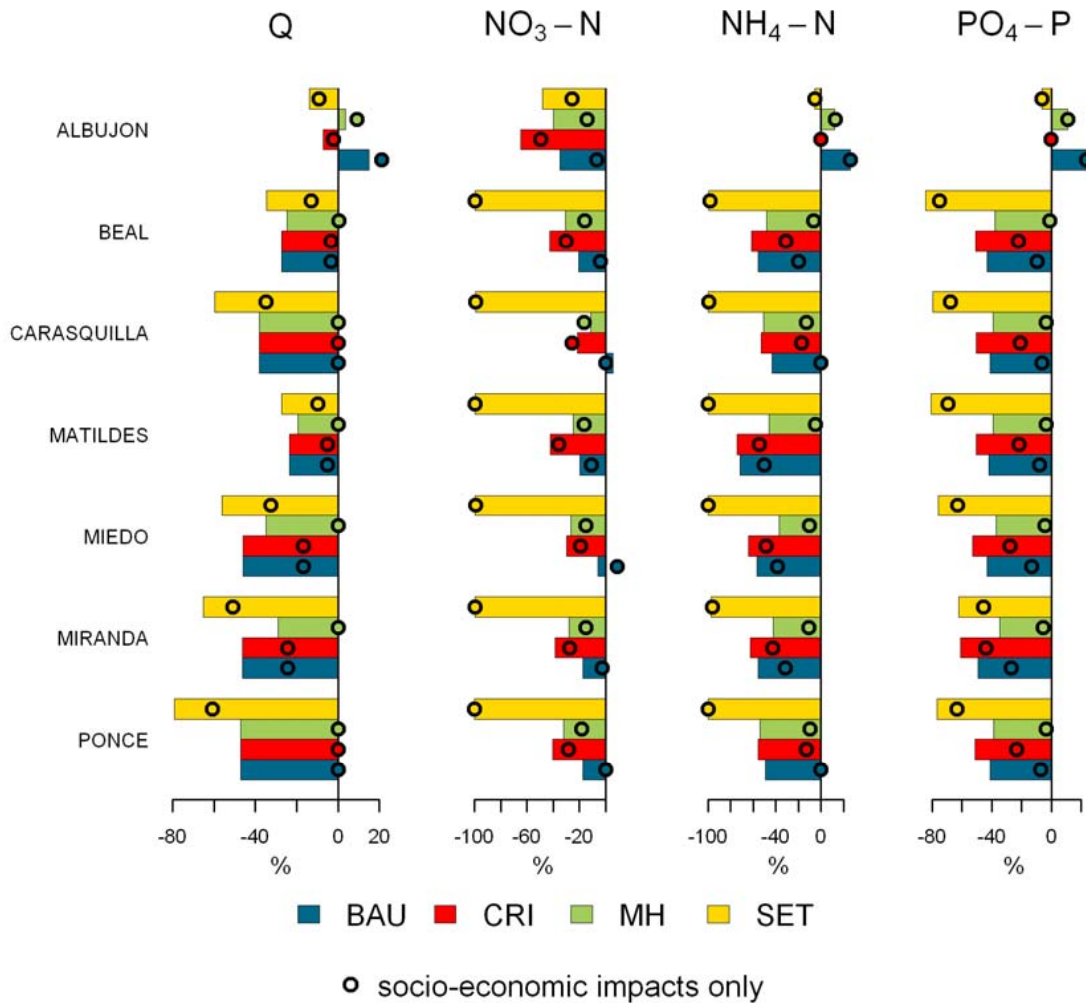 Q NO₃ – N NH₄ – N PO₄ – P
ALBUJON
BEAL
CARASQUILLA
MATILDES
MIEDO
MIRANDA
PONCE
-80 -40 0 20 -100 -60 -20 -100 -40 0 -80 -40 0
% % % %
BAU CRI MH SET
socio-economic impacts only